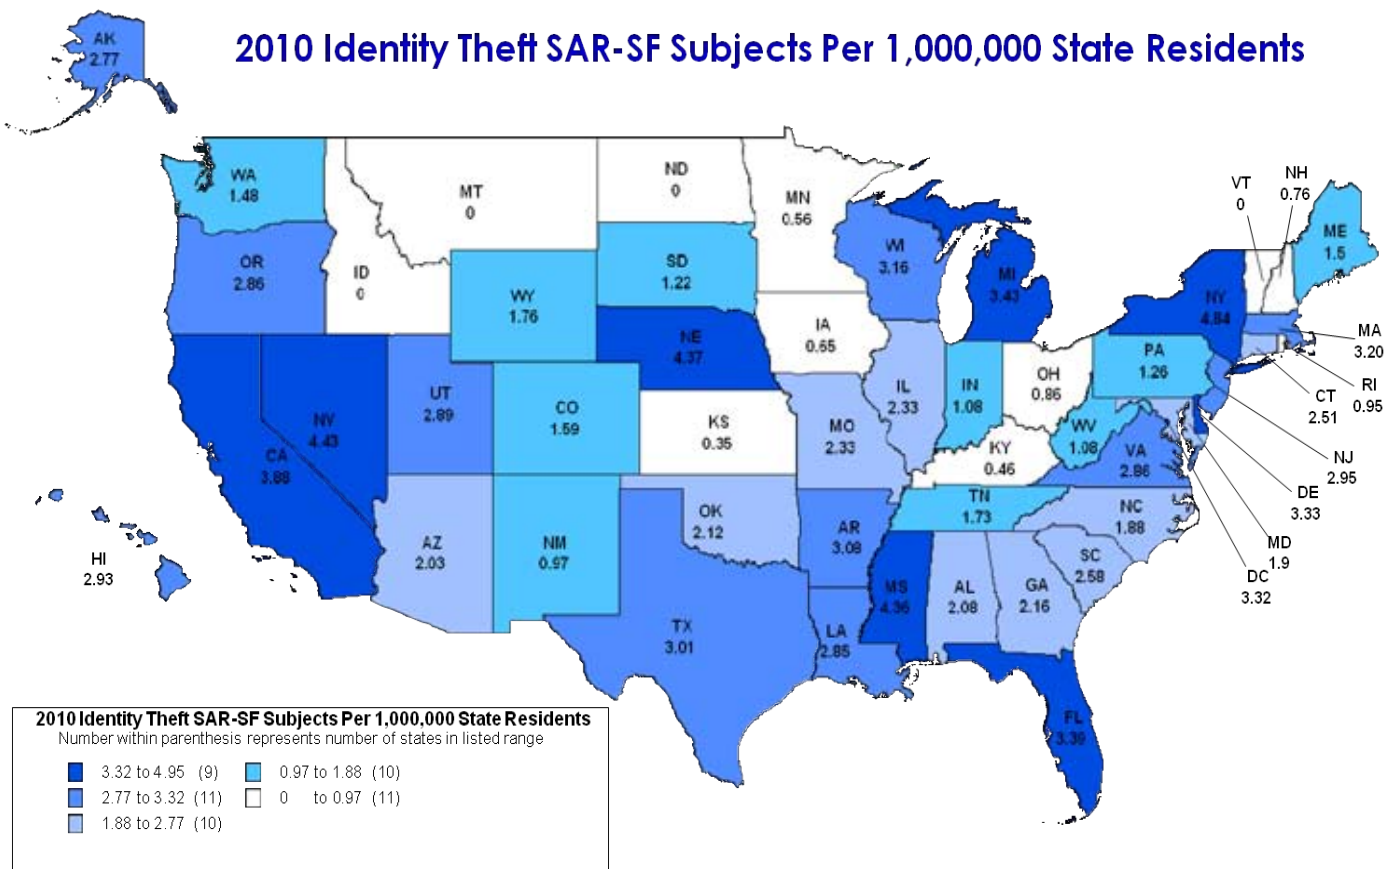 2010 Identity Theft SAR-SF Subjects Per 1,000,000 State Residents
AK
2.77
WA
1.48
MT
0
ND
0
MN
0.56
VT
0
NH
0.76
ME
1.5
OR
2.86
ID
0
WY
1.76
SD
1.22
WI
3.16
MI
3.43
NY
4.84
MA
3.20
NE
4.37
IA
0.65
PA
1.26
RI
0.95
CT
2.51
NV
4.43
UT
2.89
CO
1.59
KS
0.35
MO
2.33
IL
2.33
IN
1.08
OH
0.86
WV
1.08
KY
0.46
VA
2.86
NJ
2.95
DE
3.33
CA
3.88
MD
1.9
DC
3.32
AZ
2.03
NM
0.97
OK
2.12
AR
3.08
TN
1.73
NC
1.88
SC
2.58
HI
2.93
TX
3.01
LA
2.85
MS
4.36
AL
2.08
GA
2.16
FL
3.39
2010 Identity Theft SAR-SF Subjects Per 1,000,000 State Residents
Number within parenthesis represents number of states in listed range
3.32 to 4.95 (9)
0.97 to 1.88 (10)
2.77 to 3.32 (11)
0 to 0.97 (11)
1.88 to 2.77 (10)